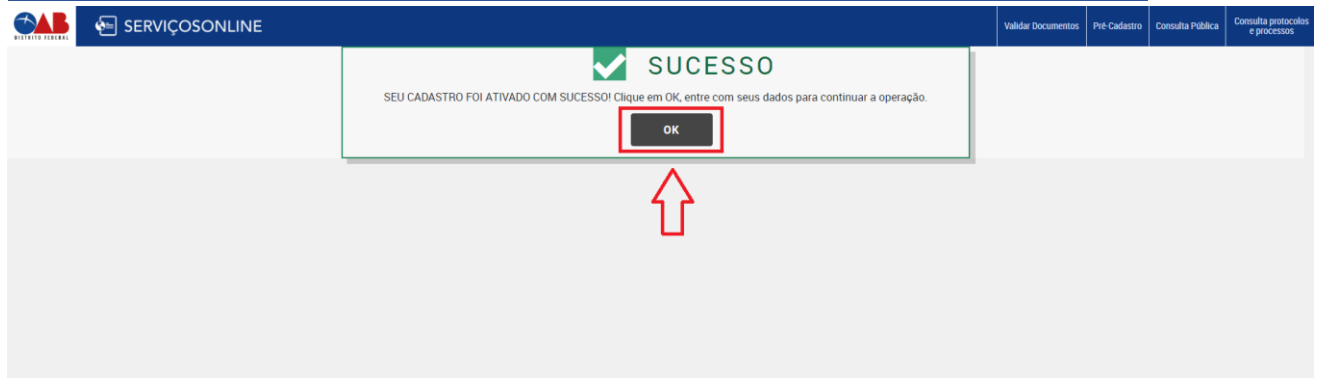 OAB
DISTRITO FEDERAL
SERVIÇOSONLINE
Validar Documentos
Pré-Cadastro
Consulta Pública
Consulta protocolos
e processos
SUCESSO
SEU CADASTRO FOI ATIVADO COM SUCESSO! Clique em OK, entre com seus dados para continuar a operação.
OK